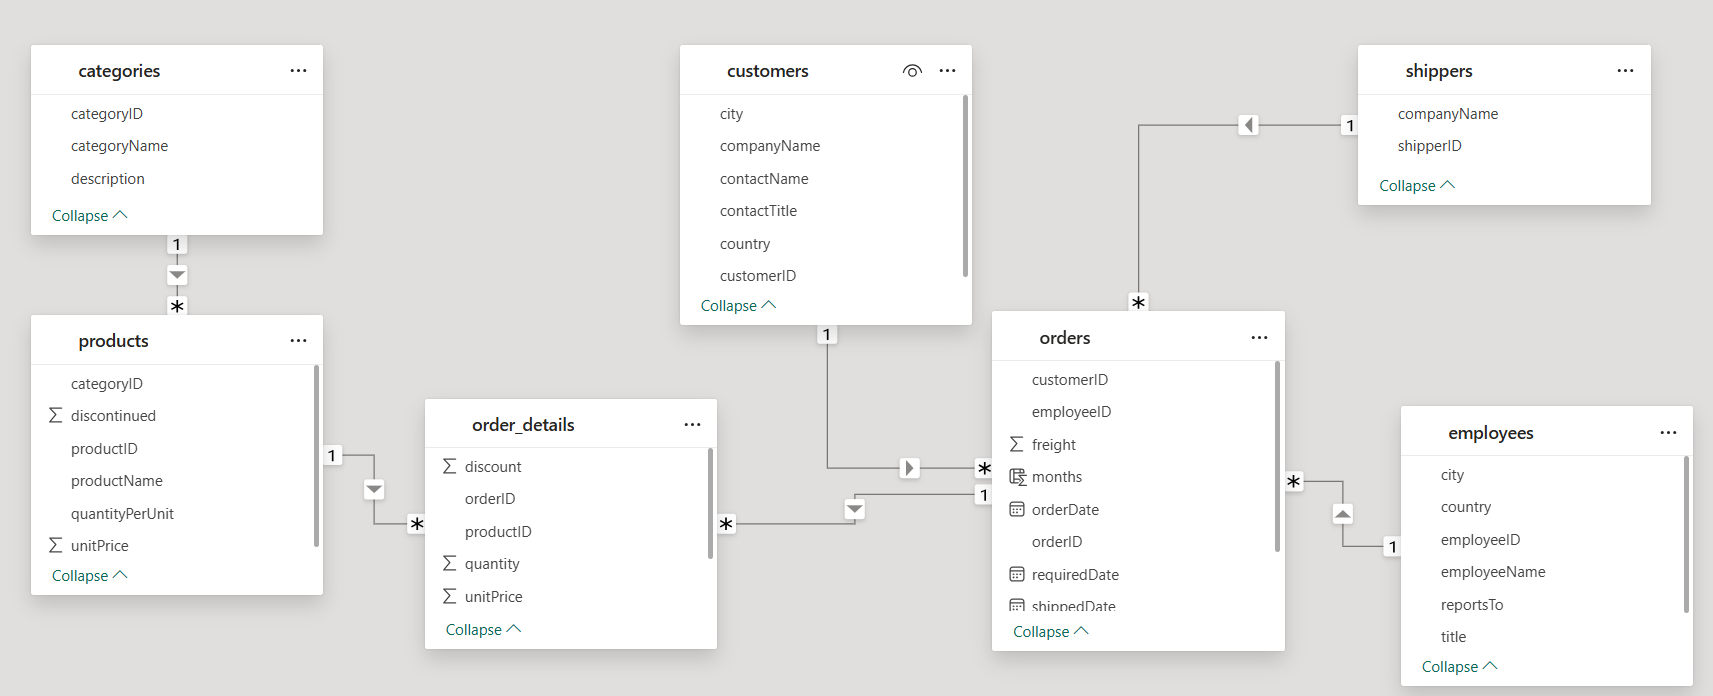 categories
categoryID
categoryName
description
Collapse
1
*
products
categoryID
discontinued
productID
productName
quantityPerUnit
unitPrice
Collapse
1
*
order_details
discount
orderID
productID
quantity
unitPrice
Collapse
*
customers
city
companyName
contactName
contactTitle
country
customerID
Collapse
1
*
1
shippers
companyName
shipperID
Collapse
1
*
orders
customerID
employeeID
freight
months
orderDate
orderID
requiredDate
shippedDate
Collapse
*
1
employees
city
country
employeeID
employeeName
reportsTo
title
Collapse